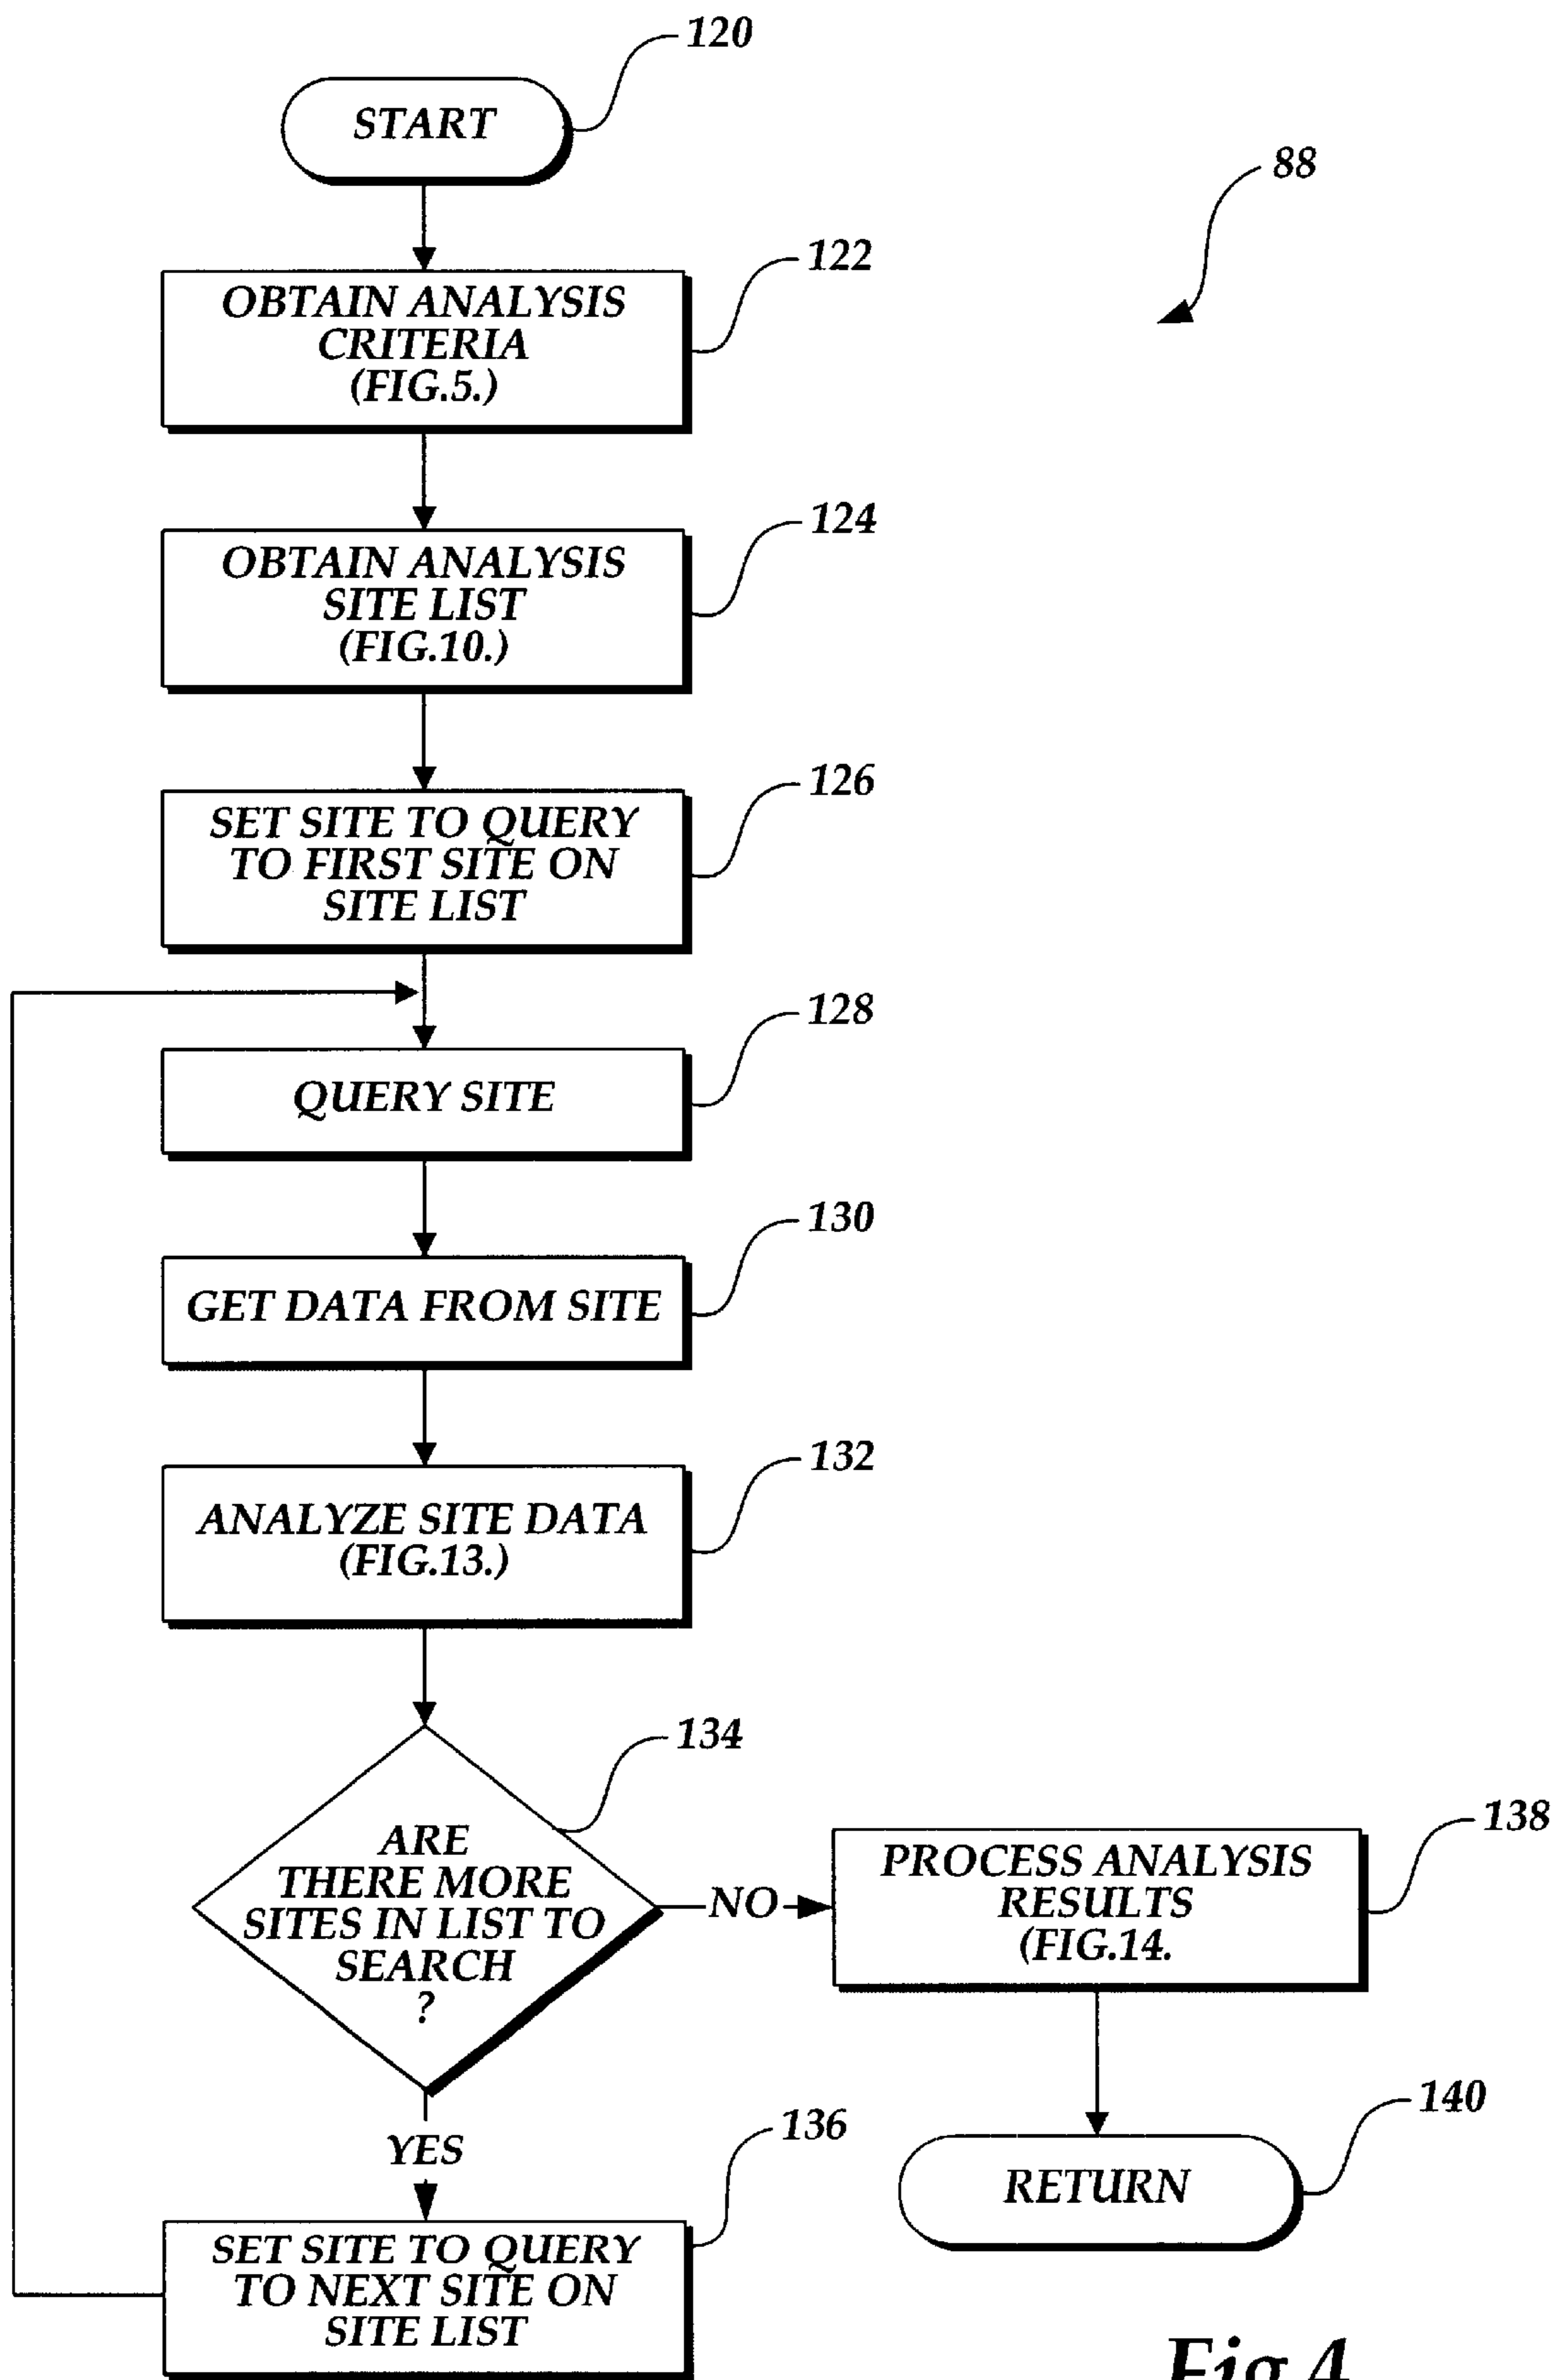 120
START
88
122
OBTAIN ANALYSIS
CRITERIA
(FIG.5.)
124
OBTAIN ANALYSIS
SITE LIST
(FIG.10.)
126
SET SITE TO QUERY
TO FIRST SITE ON
SITE LIST
128
QUERY SITE
130
GET DATA FROM SITE
132
ANALYZE SITE DATA
(FIG.13.)
134
ARE
THERE MORE
SITES IN LIST TO
SEARCH
?
NO
138
PROCESS ANALYSIS
RESULTS
(FIG.14.
140
RETURN
YES
136
SET SITE TO QUERY
TO NEXT SITE ON
SITE LIST
Fig.4